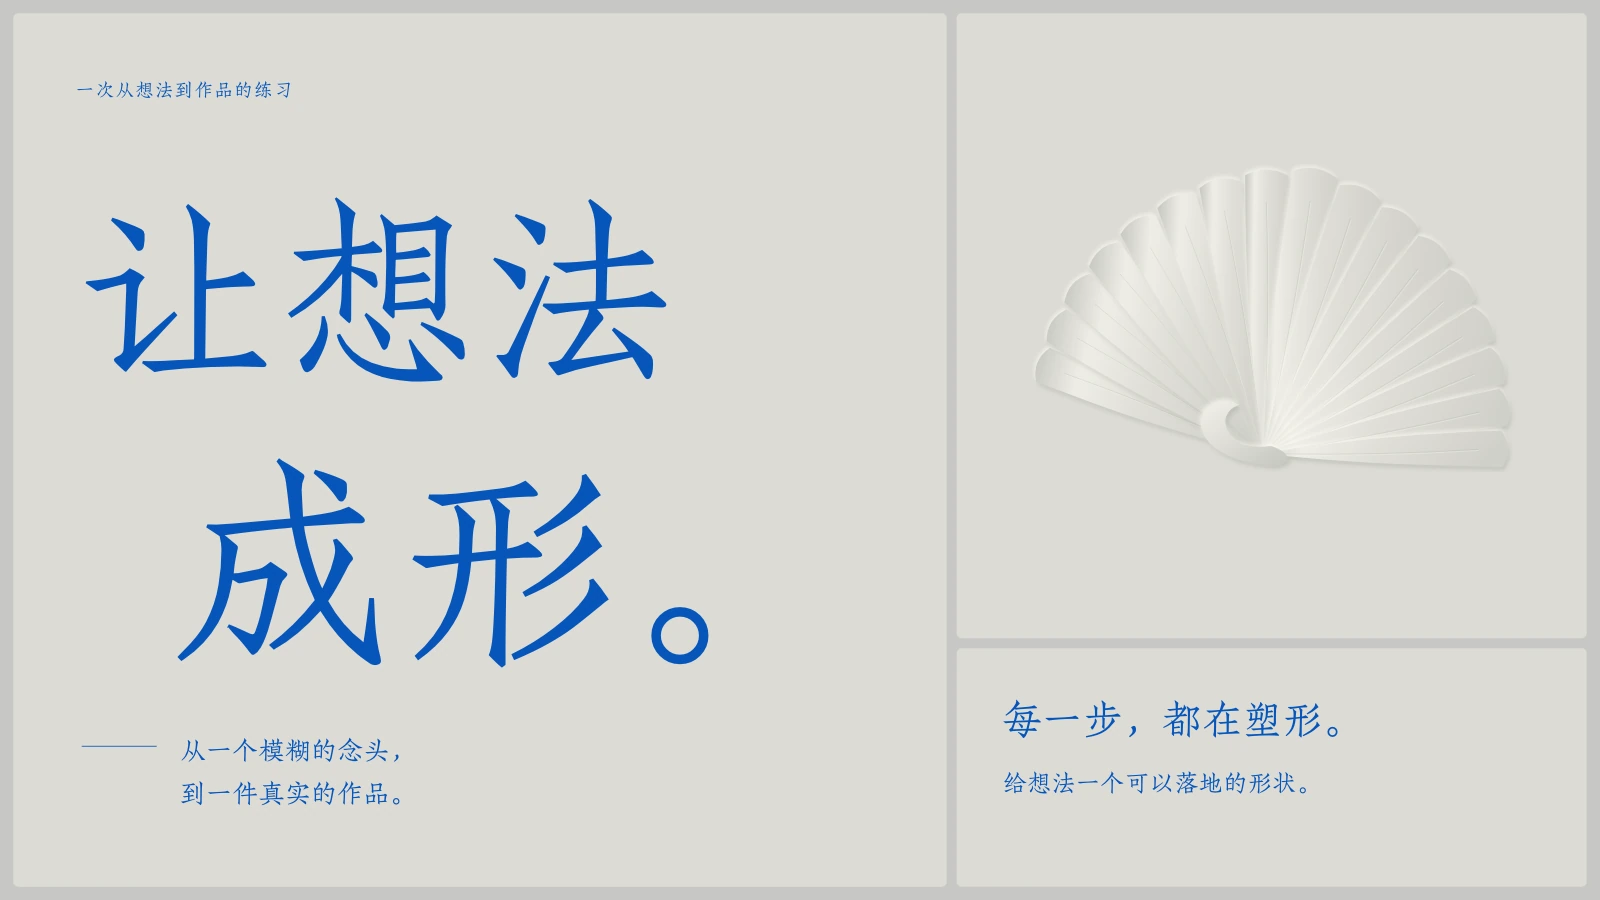 一次从想法到作品的练习
让想法
成形。
从一个模糊的念头，
到一件真实的作品。
每一步，都在塑形。
给想法一个可以落地的形状。